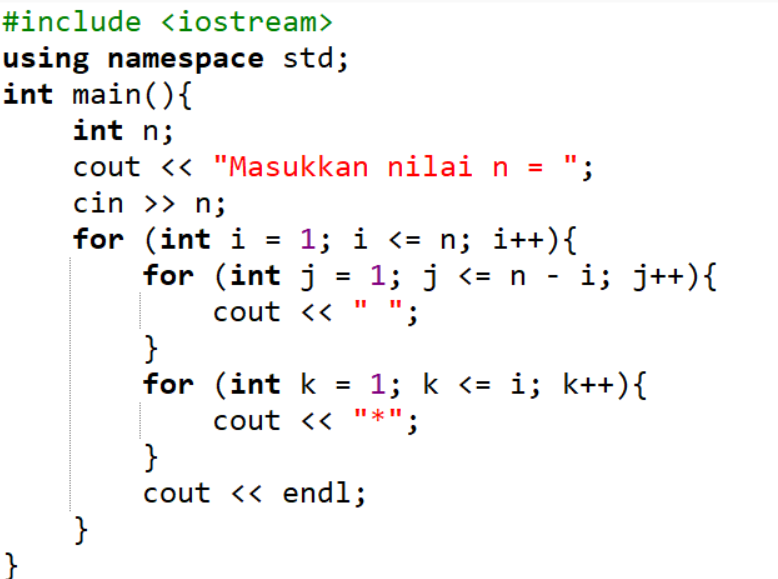 #include <iostream>
using namespace std;
int main(){
    int n;
    cout << "Masukkan nilai n = ";
    cin >> n;
    for (int i = 1; i <= n; i++){
        for (int j = 1; j <= n - i; j++){
            cout << " ";
        }
        for (int k = 1; k <= i; k++){
            cout << "*";
        }
        cout << endl;
    }
}